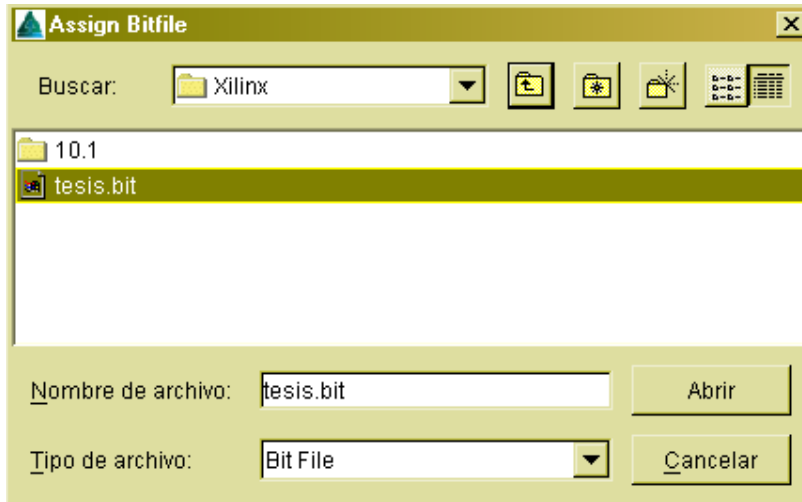 Assign Bitfile
Buscar: Xilinx
10.1
tesis.bit
Nombre de archivo: tesis.bit Abrir
Tipo de archivo: Bit File Cancelar